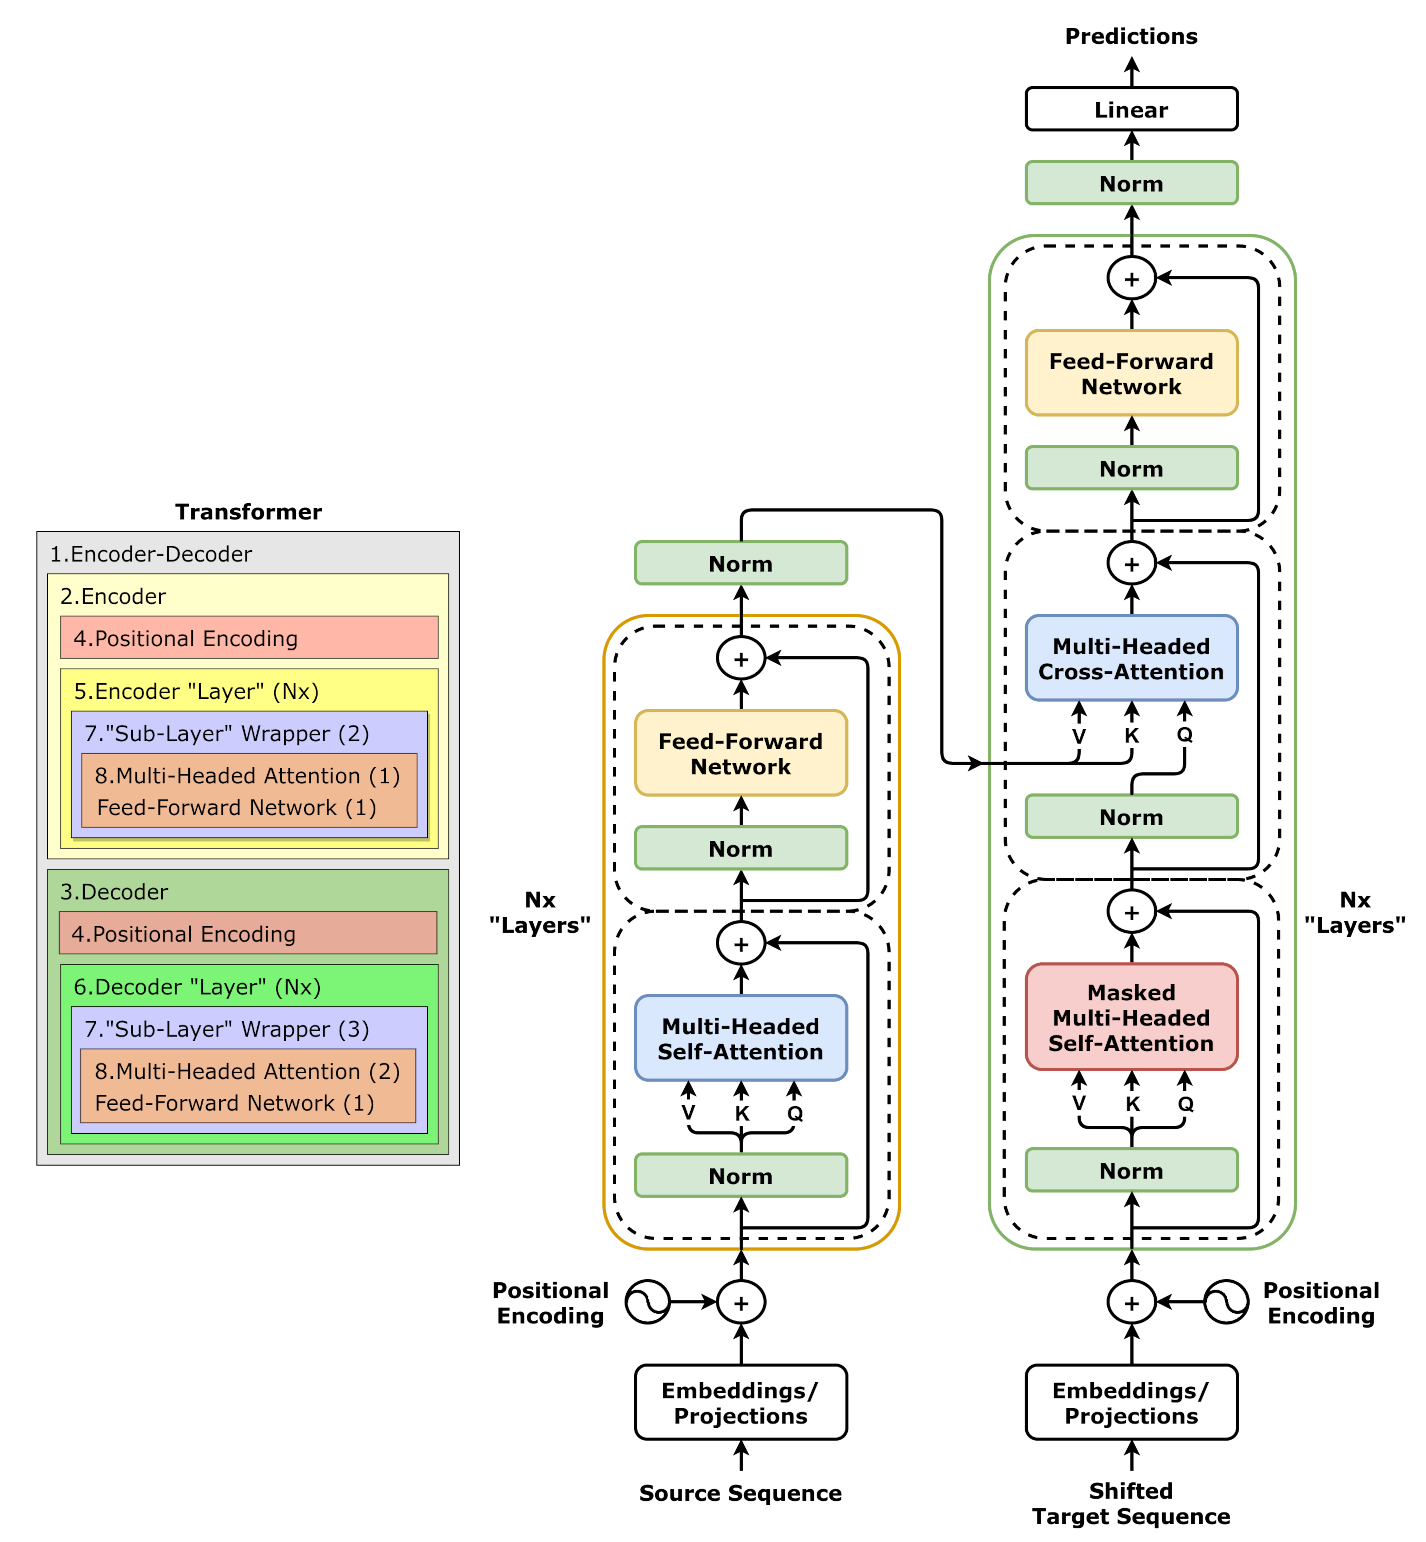 Transformer
1.Encoder-Decoder
2.Encoder
4.Positional Encoding
5.Encoder "Layer" (Nx)
7."Sub-Layer" Wrapper (2)
8.Multi-Headed Attention (1)
Feed-Forward Network (1)
3.Decoder
4.Positional Encoding
6.Decoder "Layer" (Nx)
7."Sub-Layer" Wrapper (3)
8.Multi-Headed Attention (2)
Feed-Forward Network (1)
Norm
+
Feed-Forward
Network
Norm
Nx
"Layers"
+
Multi-Headed
Self-Attention
V K Q
Norm
Positional
Encoding
+
Embeddings/
Projections
Source Sequence
Predictions
Linear
Norm
+
Feed-Forward
Network
Norm
+
Multi-Headed
Cross-Attention
V K Q
Norm
Nx
"Layers"
+
Masked
Multi-Headed
Self-Attention
V K Q
Norm
+
Positional
Encoding
Embeddings/
Projections
Shifted
Target Sequence